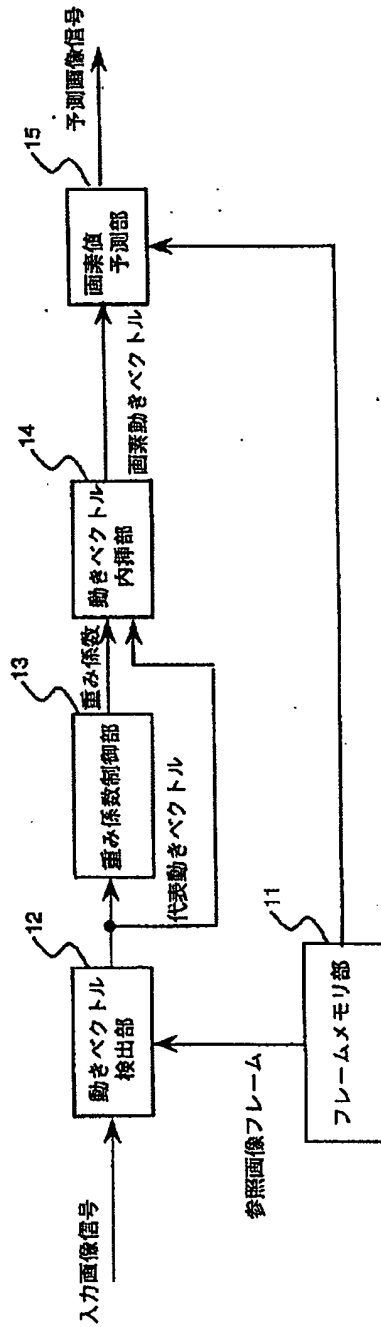 入力画像信号
12
動きベクトル
検出部
13
重み係数制御部
重み係数
14
動きベクトル
内挿部
画素動きベクトル
15
画素値
予測部
予測画像信号
代表動きベクトル
参照画像フレーム
11
フレームメモリ部